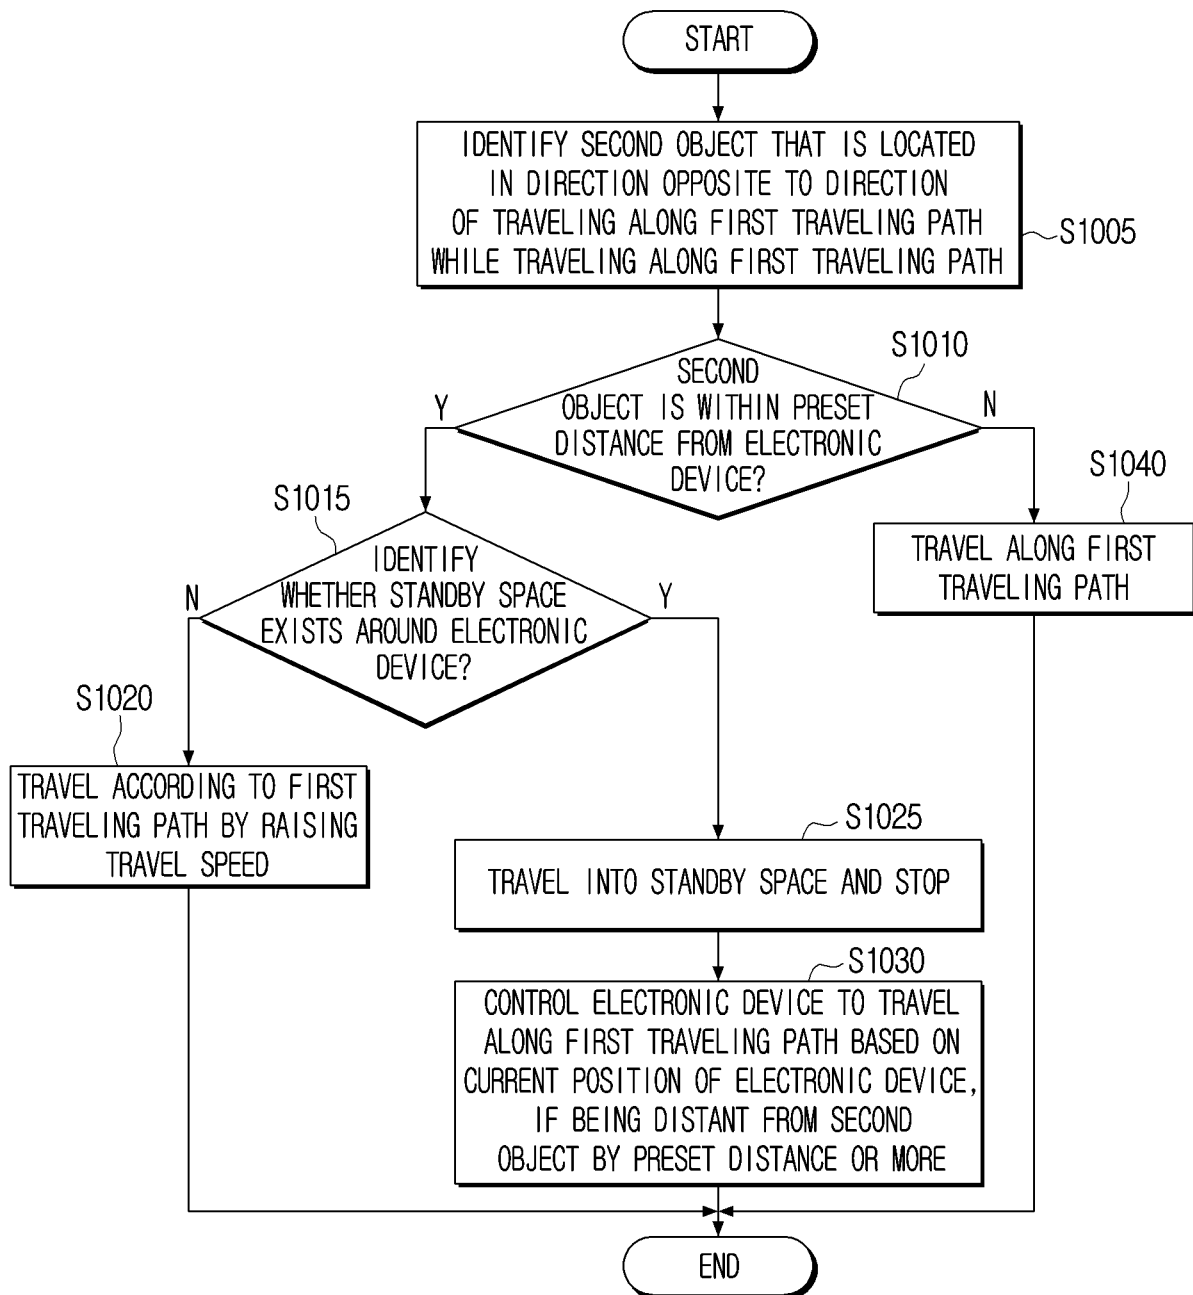 START
IDENTIFY SECOND OBJECT THAT IS LOCATED
IN DIRECTION OPPOSITE TO DIRECTION
OF TRAVELING ALONG FIRST TRAVELING PATH
WHILE TRAVELING ALONG FIRST TRAVELING PATH
S1005
S1010
SECOND
OBJECT IS WITHIN PRESET
DISTANCE FROM ELECTRONIC
DEVICE?
Y
N
S1015
IDENTIFY
WHETHER STANDBY SPACE
EXISTS AROUND ELECTRONIC
DEVICE?
N
Y
S1040
TRAVEL ALONG FIRST
TRAVELING PATH
S1020
TRAVEL ACCORDING TO FIRST
TRAVELING PATH BY RAISING
TRAVEL SPEED
S1025
TRAVEL INTO STANDBY SPACE AND STOP
S1030
CONTROL ELECTRONIC DEVICE TO TRAVEL
ALONG FIRST TRAVELING PATH BASED ON
CURRENT POSITION OF ELECTRONIC DEVICE,
IF BEING DISTANT FROM SECOND
OBJECT BY PRESET DISTANCE OR MORE
END